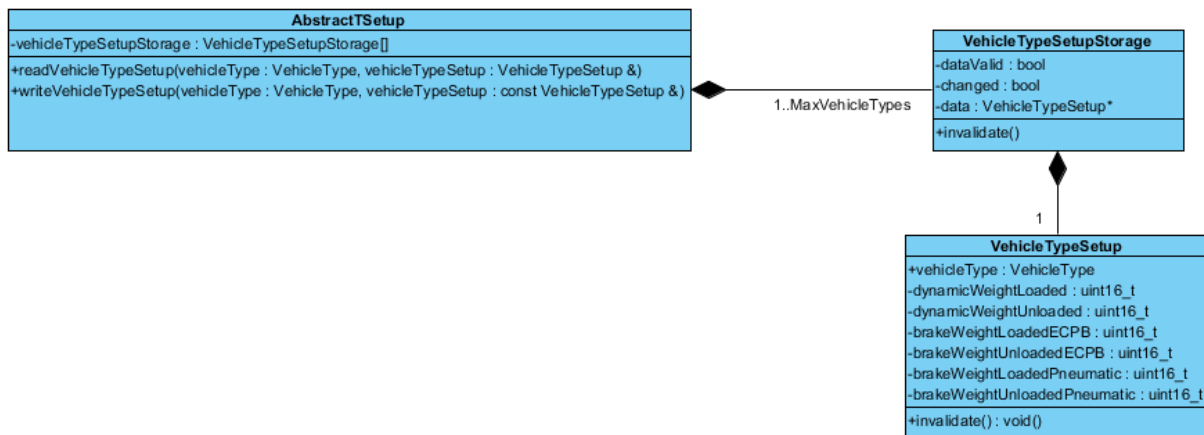 AbstractTSetup
-vehicleTypeSetupStorage : VehicleTypeSetupStorage[]
+readVehicleTypeSetup(vehicleType : VehicleType, vehicleTypeSetup : VehicleTypeSetup &)
+writeVehicleTypeSetup(vehicleType : VehicleType, vehicleTypeSetup : const VehicleTypeSetup &)
1..MaxVehicleTypes
VehicleTypeSetupStorage
-dataValid : bool
-changed : bool
-data : VehicleTypeSetup*
+invalidate()
1
VehicleTypeSetup
+vehicleType : VehicleType
-dynamicWeightLoaded : uint16_t
-dynamicWeightUnloaded : uint16_t
-brakeWeightLoadedECPB : uint16_t
-brakeWeightUnloadedECPB : uint16_t
-brakeWeightLoadedPneumatic : uint16_t
-brakeWeightUnloadedPneumatic : uint16_t
+invalidate() : void()